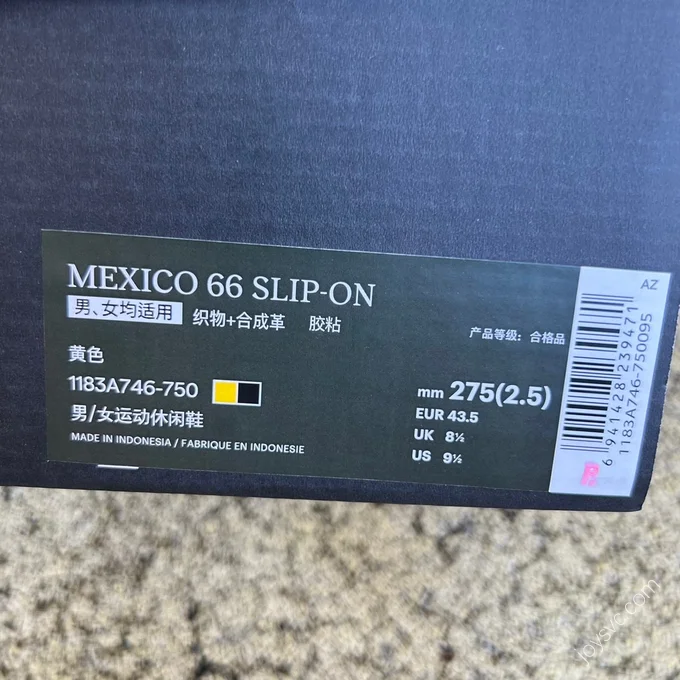 MEXICO 66 SLIP-ON
男、女均适用 织物+合成革 胶粘
产品等级：合格品
黄色
1183A746-750
男/女运动休闲鞋
MADE IN INDONESIA / FABRIQUE EN INDONESIE
mm 275(2.5)
EUR 43.5
UK 8½
US 9½
AZ
6 941428 239471
1183A746-750095
R
joysvc.com